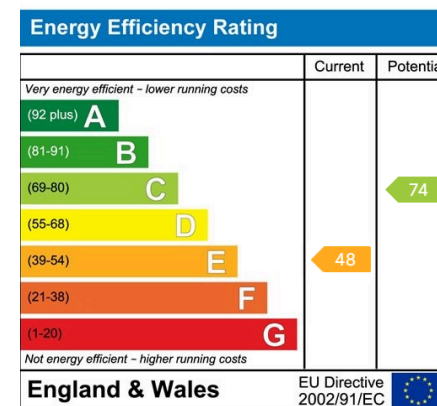 Energy Efficiency Rating
Current Potentia
Very energy efficient – lower running costs
(92 plus) A
(81-91) B
(69-80) C 74
(55-68) D
(39-54) E 48
(21-38) F
(1-20) G
Not energy efficient – higher running costs
England & Wales EU Directive
2002/91/EC